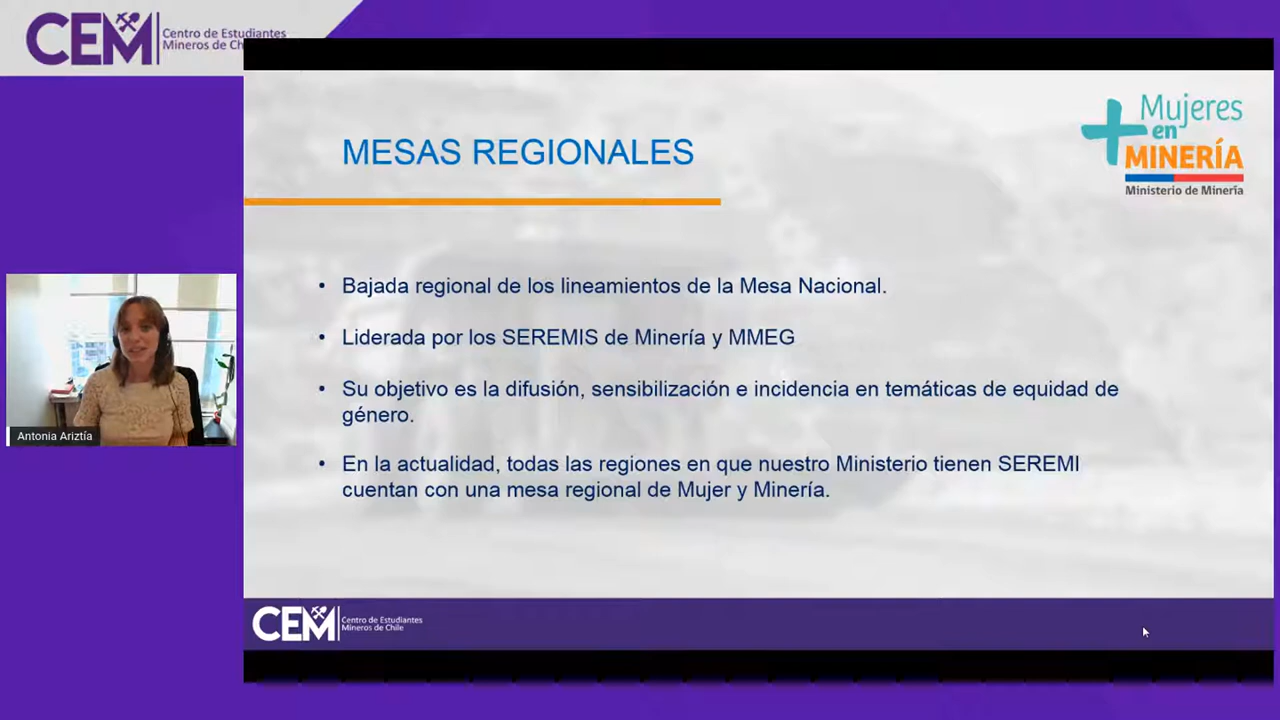 CEM
Centro de Estudiantes
Mineros de Ch
MESAS REGIONALES
Mujeres
en
MINERÍA
Ministerio de Minería
• Bajada regional de los lineamientos de la Mesa Nacional.
• Liderada por los SEREMIS de Minería y MMEG
• Su objetivo es la difusión, sensibilización e incidencia en temáticas de equidad de
género.
• En la actualidad, todas las regiones en que nuestro Ministerio tienen SEREMI
cuentan con una mesa regional de Mujer y Minería.
Antonia Ariztía
CEM
Centro de Estudiantes
Mineros de Chile